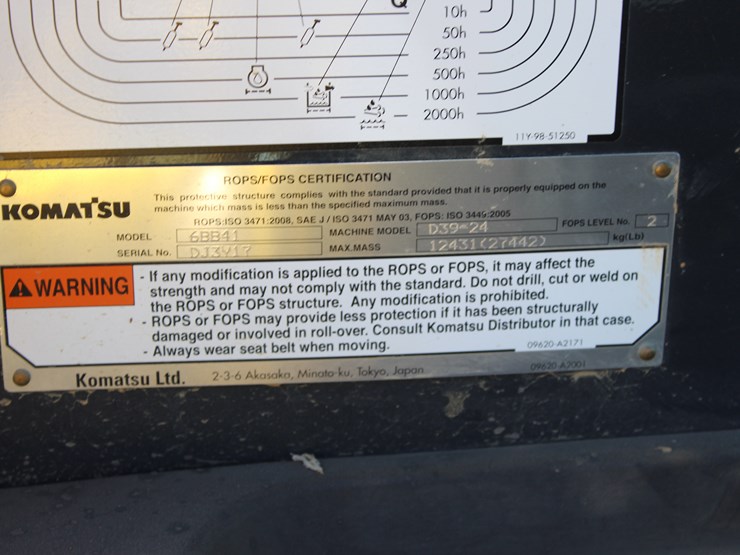 Q
10h
50h
250h
500h
1000h
2000h
11Y-98-51250
ROPS/FOPS CERTIFICATION
This protective structure complies with the standard provided that it is properly equipped on the
machine which mass is less than the specified maximum mass.
KOMATSU
ROPS:ISO 3471:2008, SAE J / ISO 3471 MAY 03, FOPS: ISO 3449:2005
MODEL 6BB41 MACHINE MODEL D39-24 FOPS LEVEL No. 2
SERIAL No. DJ3V17 MAX.MASS 12431(27442) kg(Lb)
WARNING
- If any modification is applied to the ROPS or FOPS, it may affect the
strength and may not comply with the standard. Do not drill, cut or weld on
the ROPS or FOPS structure. Any modification is prohibited.
- ROPS or FOPS may provide less protection if it has been structurally
damaged or involved in roll-over. Consult Komatsu Distributor in that case.
- Always wear seat belt when moving.
09620-A2171
Komatsu Ltd. 2-3-6 Akasaka, Minato-ku, Tokyo, Japan
09620-A2001